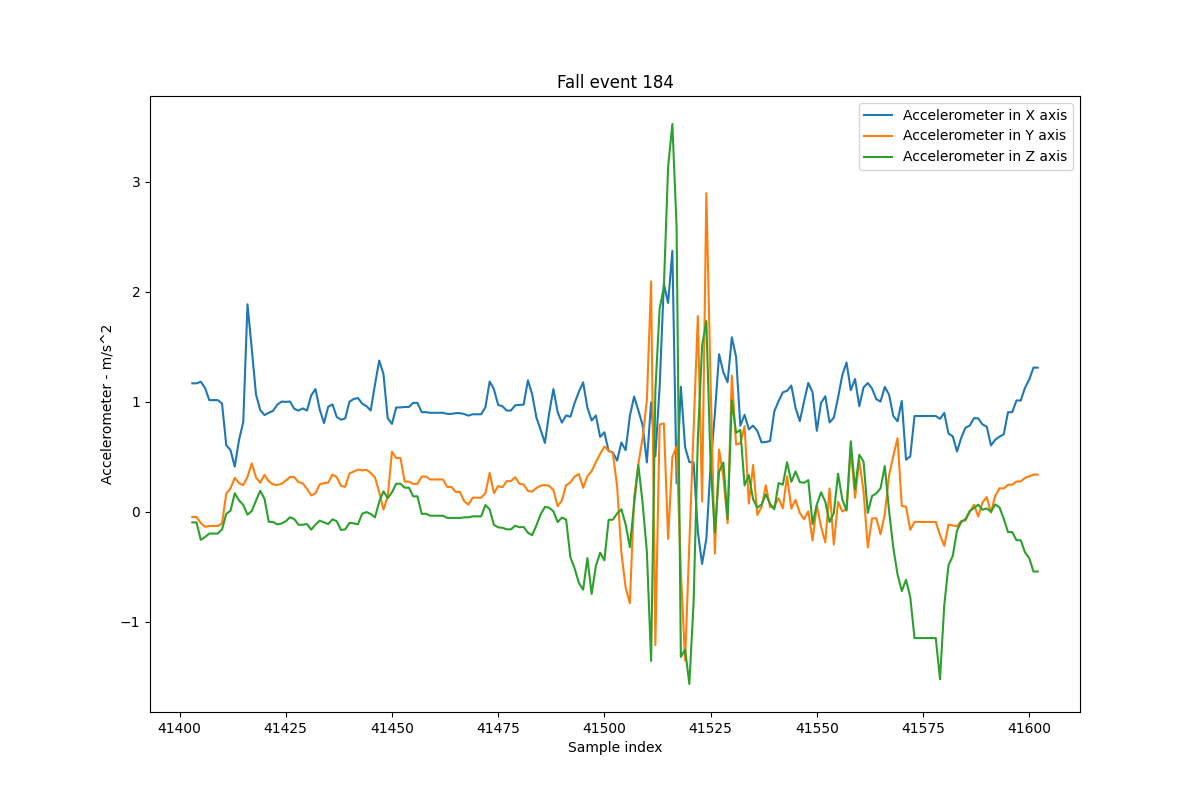 Fall event 184
Accelerometer in X axis
Accelerometer in Y axis
Accelerometer in Z axis
Accelerometer - m/s^2
3
2
1
0
−1
41400 41425 41450 41475 41500 41525 41550 41575 41600
Sample index